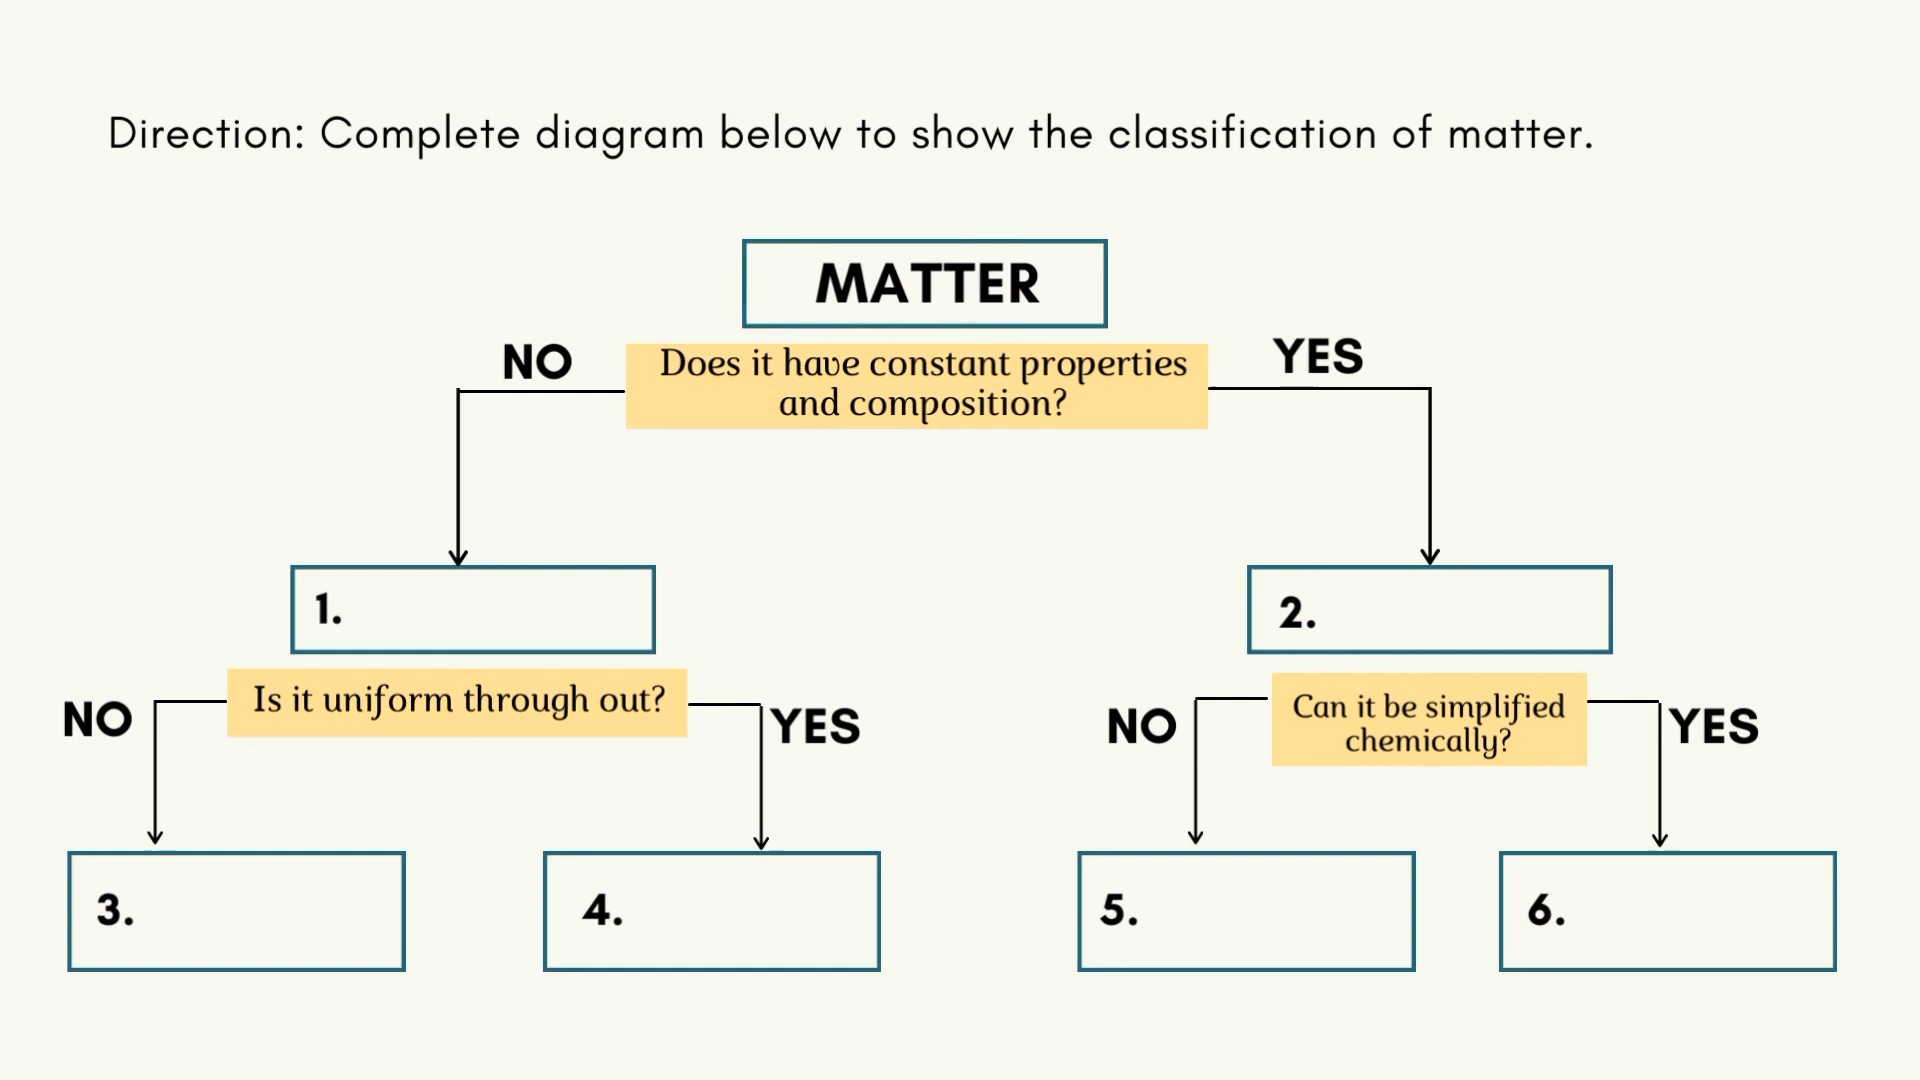 Direction: Complete diagram below to show the classification of matter.
MATTER
NO
Does it have constant properties
and composition?
YES
1.
2.
NO
Is it uniform through out?
YES
NO
Can it be simplified
chemically?
YES
3.
4.
5.
6.